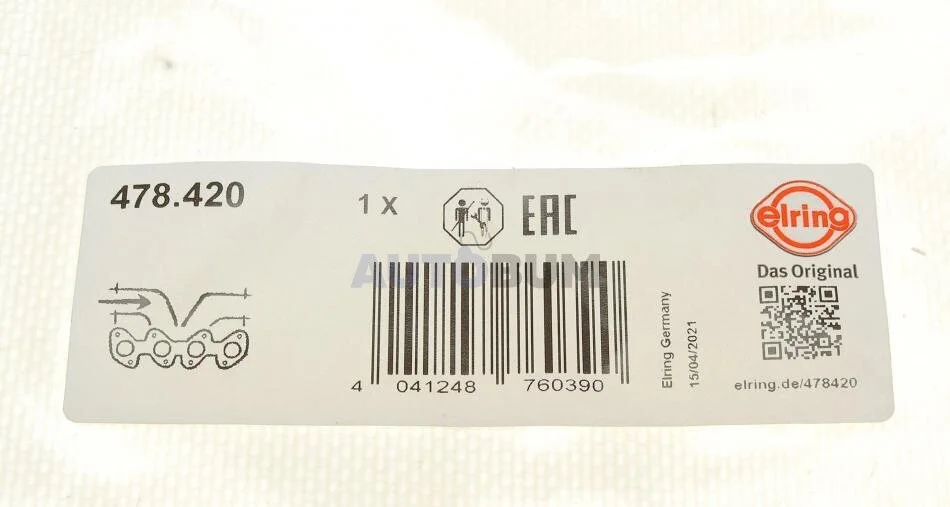 478.420
1 X
EAC
elring
Das Original
AUTOBUM
4 041248 760390
Elring Germany
15/04/2021
elring.de/478420